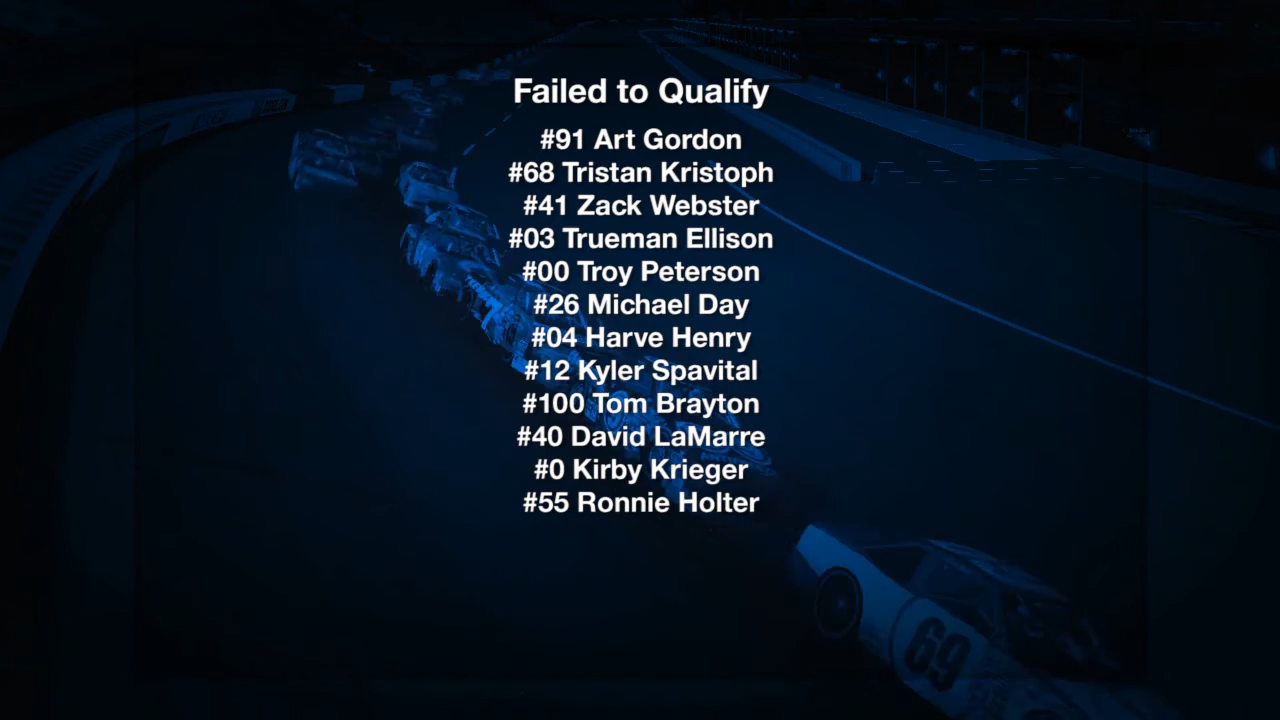 Failed to Qualify
#91 Art Gordon
#68 Tristan Kristoph
#41 Zack Webster
#03 Trueman Ellison
#00 Troy Peterson
#26 Michael Day
#04 Harve Henry
#12 Kyler Spavital
#100 Tom Brayton
#40 David LaMarre
#0 Kirby Krieger
#55 Ronnie Holter
69